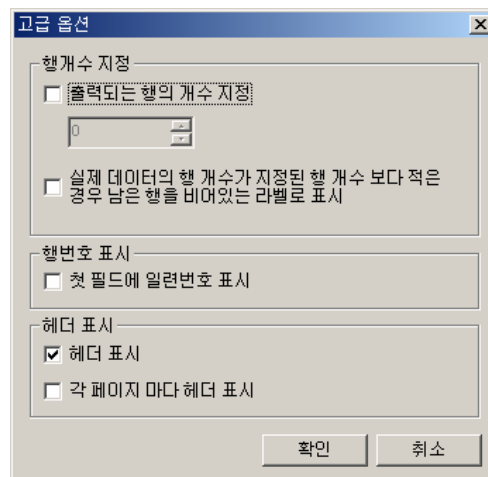 고급 옵션
행개수 지정
출력되는 행의 개수 지정
0
실제 데이터의 행 개수가 지정된 행 개수 보다 적은
경우 남은 행을 비어있는 라벨로 표시
행번호 표시
첫 필드에 일련번호 표시
헤더 표시
헤더 표시
각 페이지 마다 헤더 표시
확인 취소